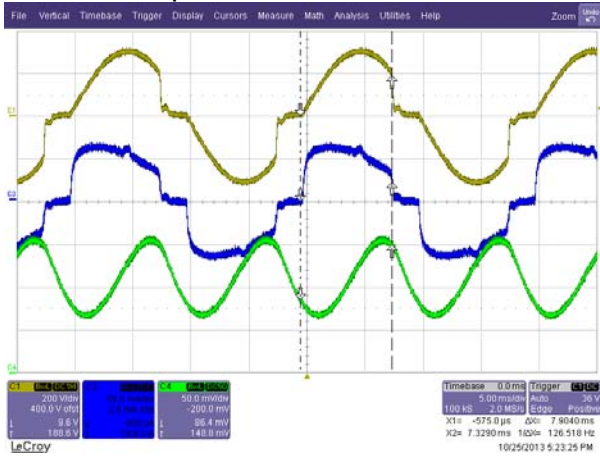 File Vertical Timebase Trigger Display Cursors Measure Math Analysis Utilities Help Zoom Undo
C1
C2
C4
C1 C4 Timebase 0.0 ms Trigger
200 V/div 50.0 mV/div 5.00 ms/div Auto 36 V
400.0 V ofst -200.0 mV 100 kS 2.0 MS/s Edge Positive
9.6 V 86.4 mV X1= -575.0 µs ΔX= 7.9040 ms
188.6 V 148.8 mV X2= 7.3290 ms 1/ΔX= 126.518 Hz
LeCroy 10/25/2013 5:23:25 PM